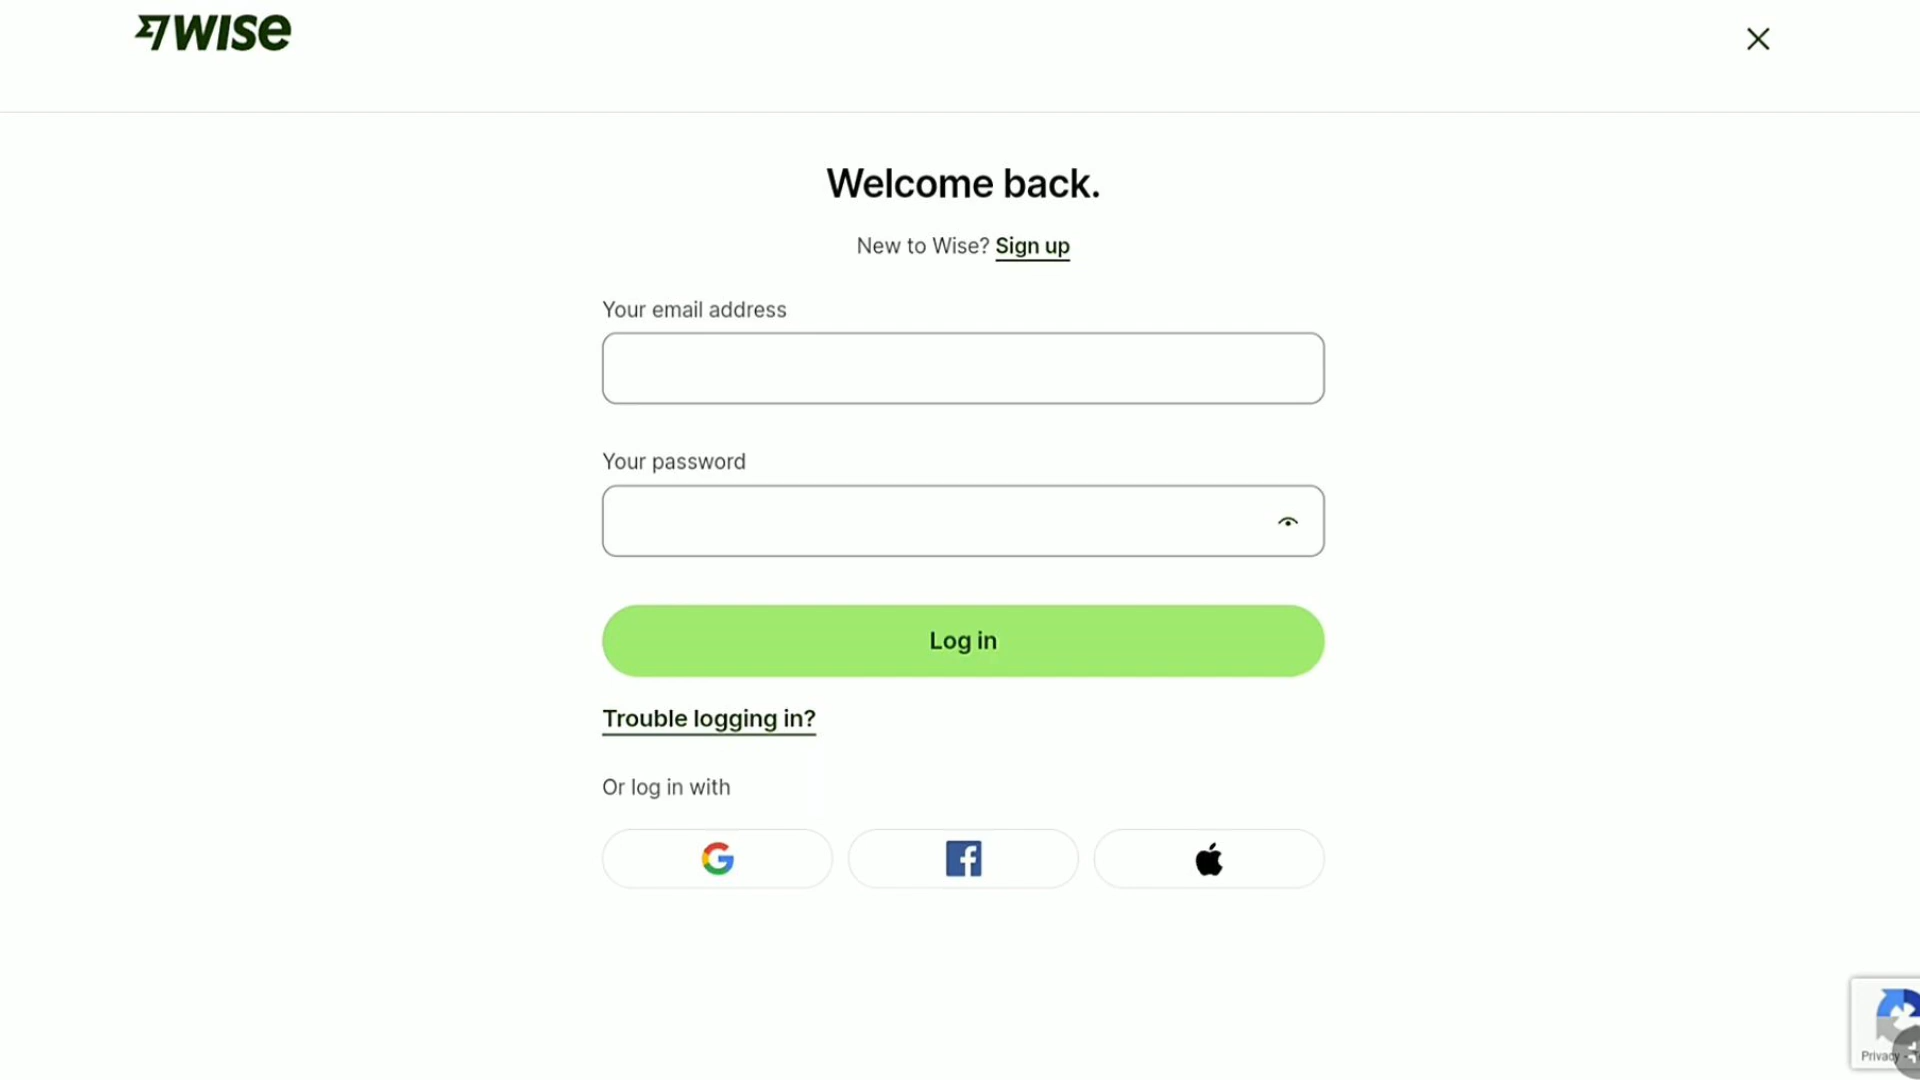 WISE
Welcome back.
New to Wise? Sign up
Your email address
Your password
Log in
Trouble logging in?
Or log in with
Privacy -